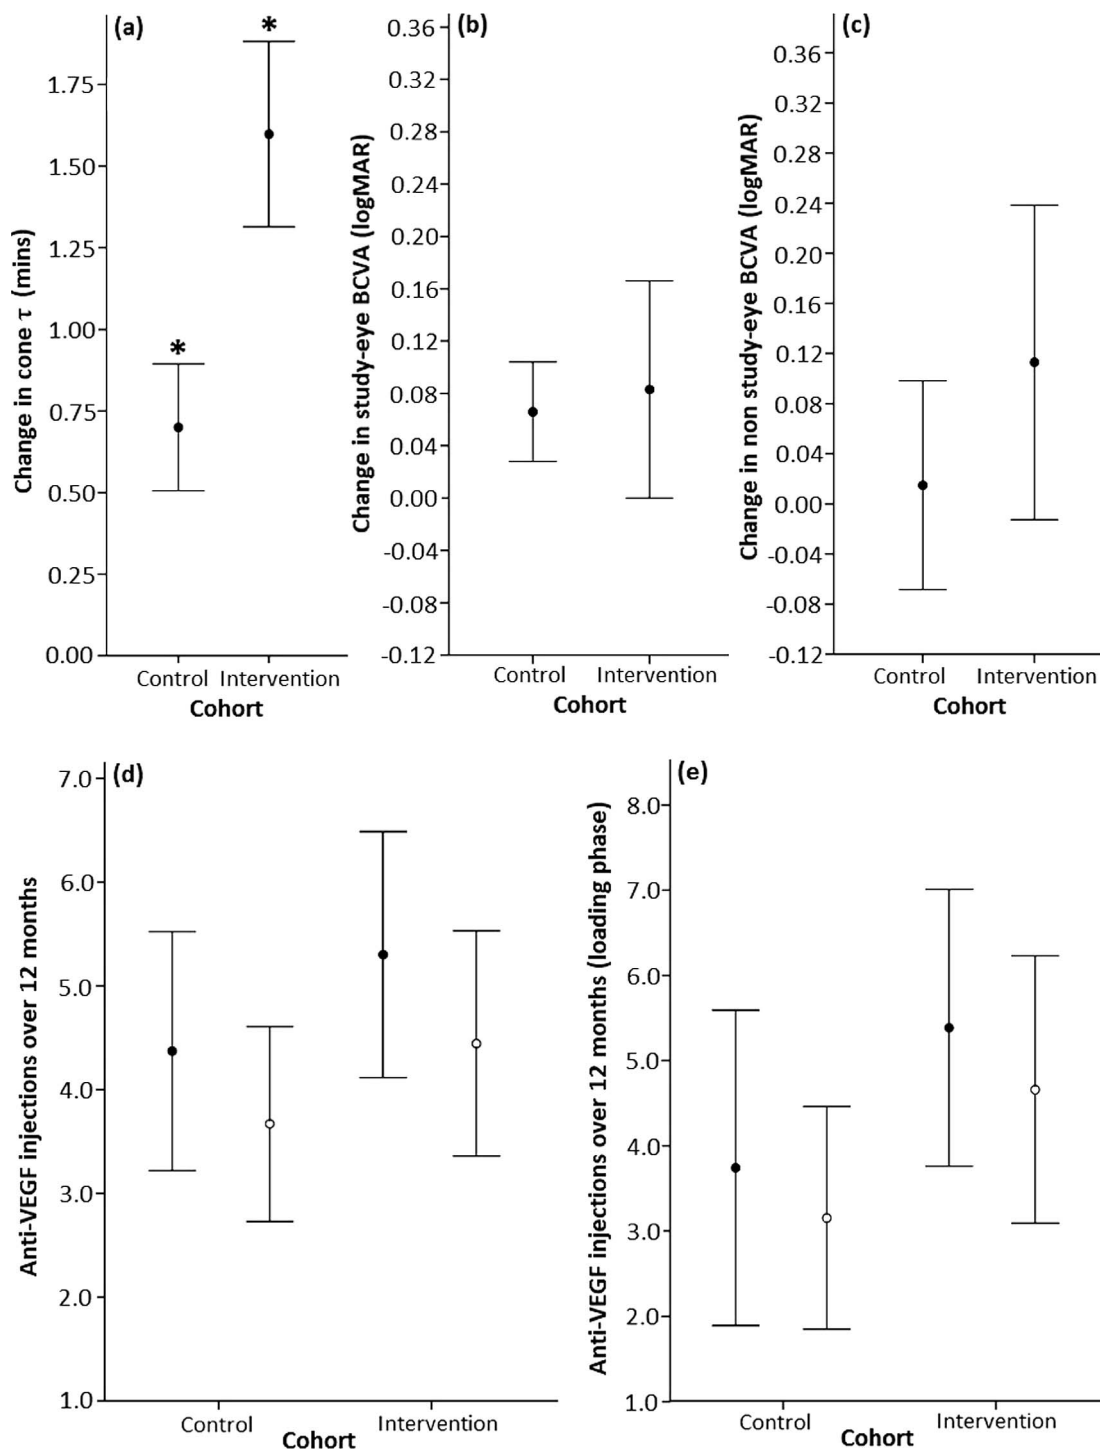 (a)
*
*
Change in cone τ (mins)
1.75
1.50
1.25
1.00
0.75
0.50
0.25
0.00
Control Intervention
Cohort
(b)
Change in study-eye BCVA (logMAR)
0.36
0.32
0.28
0.24
0.20
0.16
0.12
0.08
0.04
0.00
-0.04
-0.08
-0.12
Control Intervention
Cohort
(c)
Change in non study-eye BCVA (logMAR)
0.36
0.32
0.28
0.24
0.20
0.16
0.12
0.08
0.04
0.00
-0.04
-0.08
-0.12
Control Intervention
Cohort
(d)
Anti-VEGF injections over 12 months
7.0
6.0
5.0
4.0
3.0
2.0
1.0
Control Intervention
Cohort
(e)
Anti-VEGF injections over 12 months (loading phase)
8.0
7.0
6.0
5.0
4.0
3.0
2.0
1.0
Control Intervention
Cohort